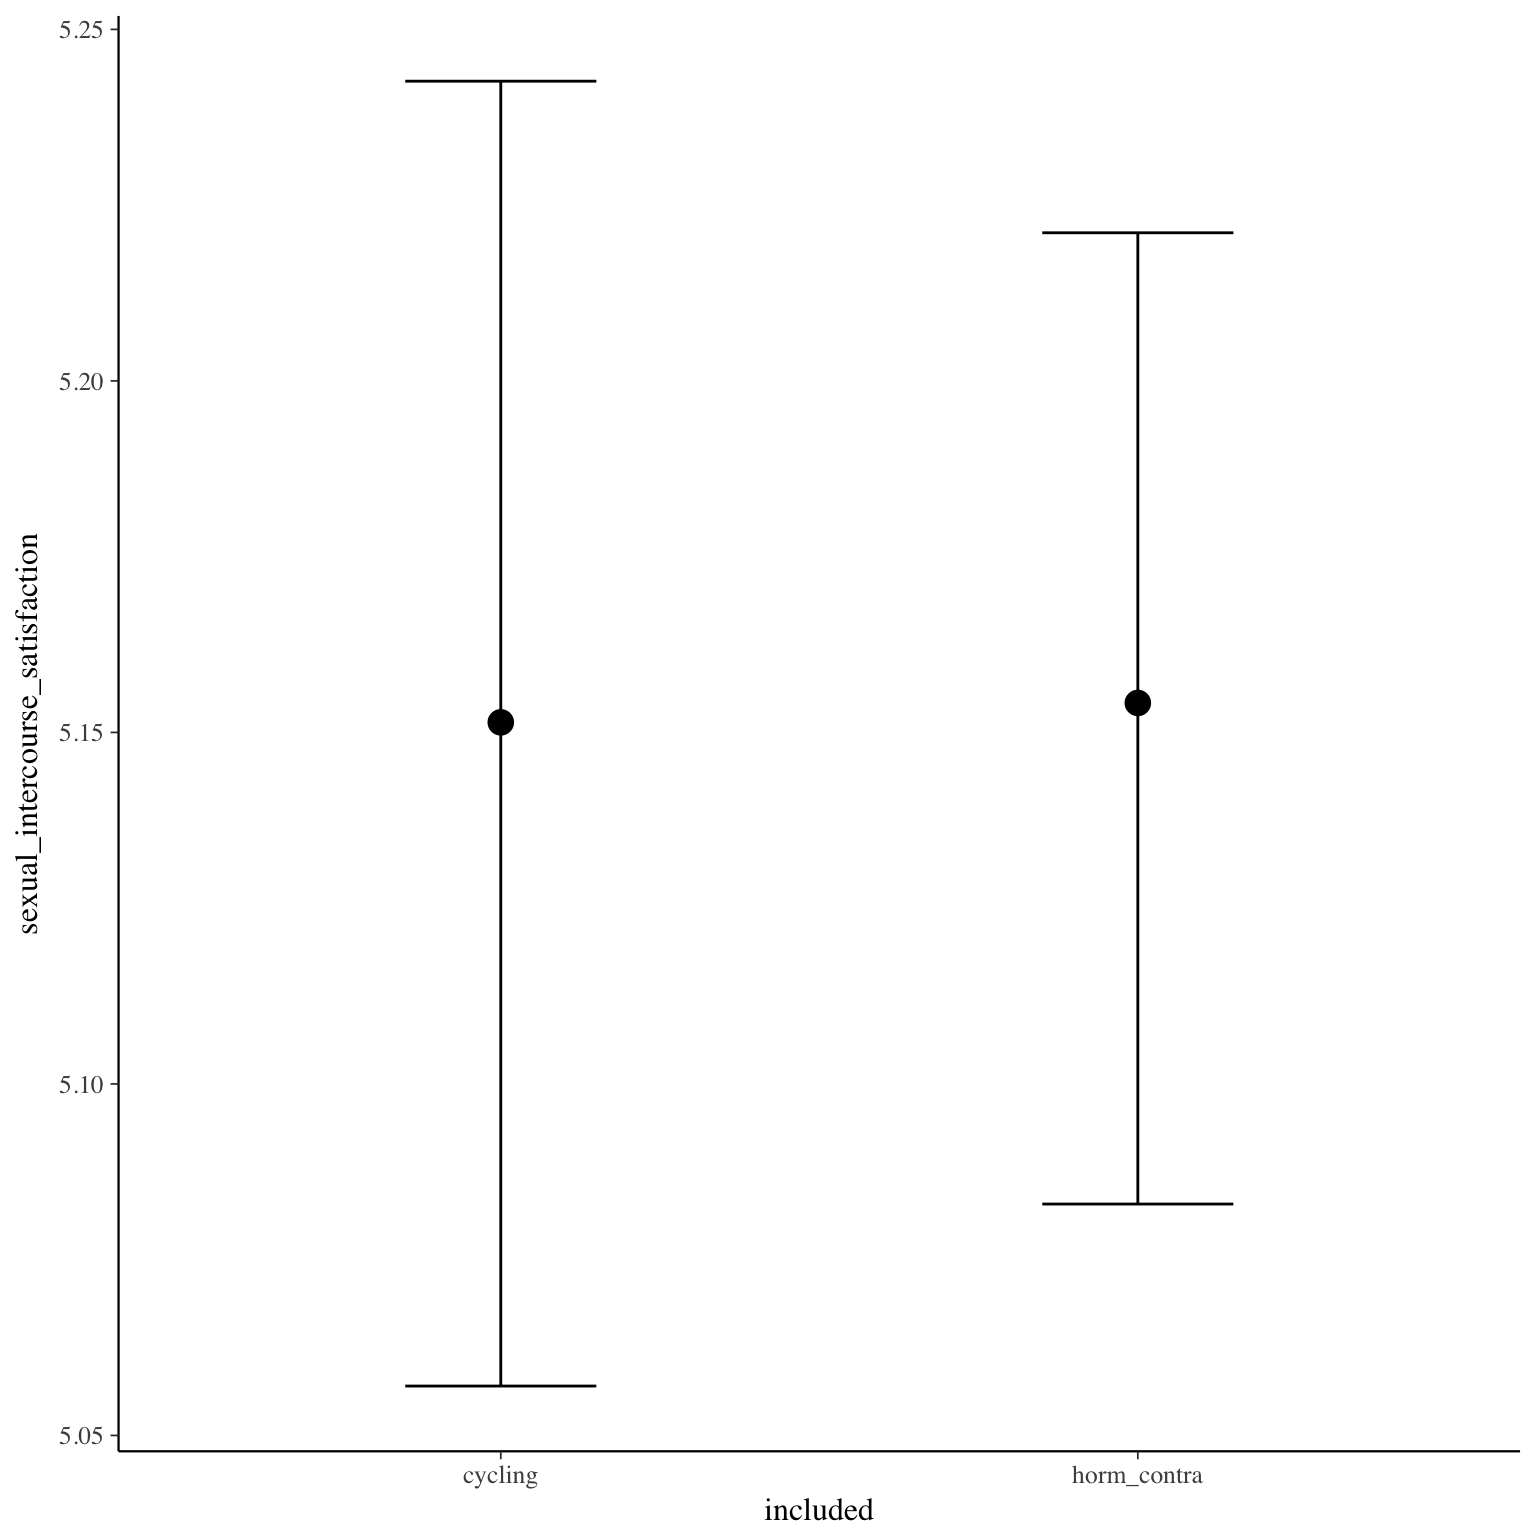 5.25
5.20
5.15
5.10
5.05
sexual_intercourse_satisfaction
cycling
horm_contra
included